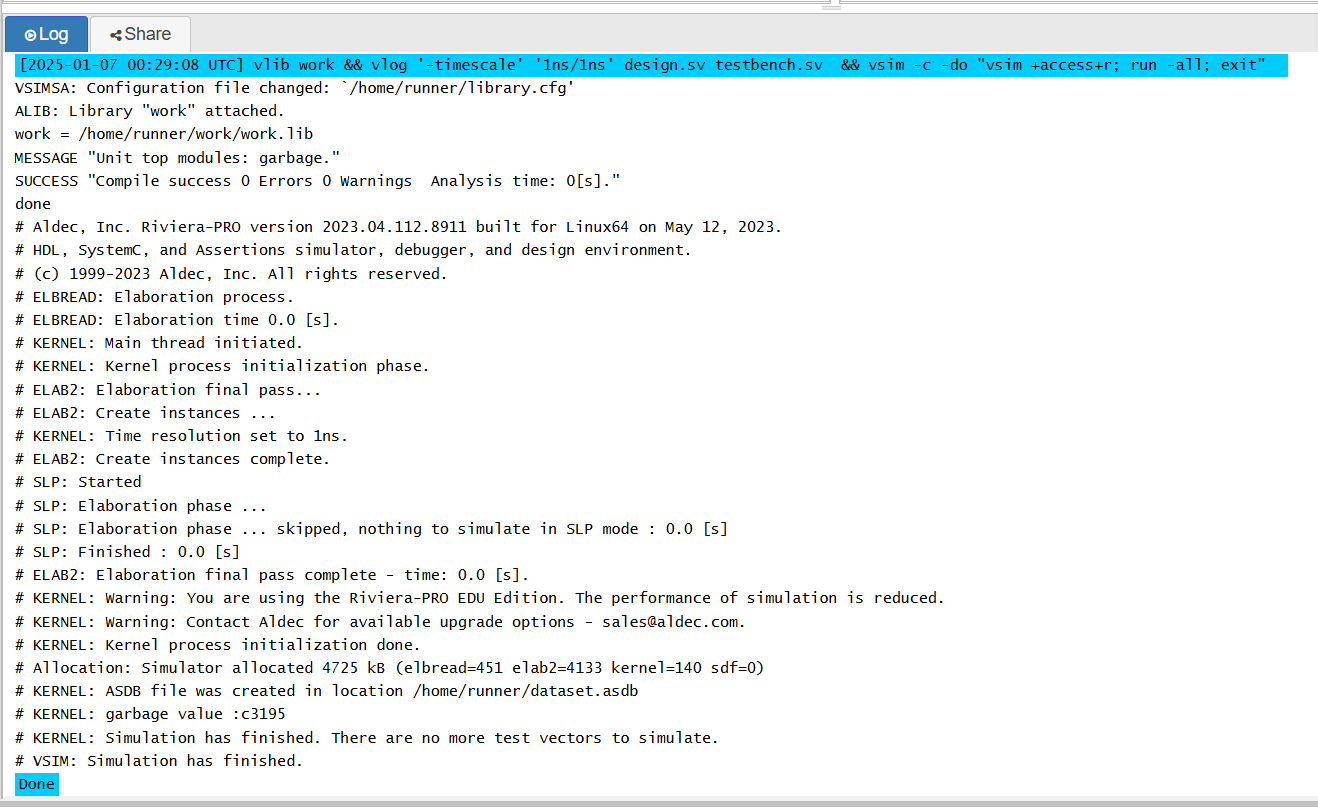 Log
Share
[2025-01-07 00:29:08 UTC] vlib work && vlog '-timescale' '1ns/1ns' design.sv testbench.sv  && vsim -c -do "vsim +access+r; run -all; exit"
VSIMSA: Configuration file changed: `/home/runner/library.cfg'
ALIB: Library "work" attached.
work = /home/runner/work/work.lib
MESSAGE "Unit top modules: garbage."
SUCCESS "Compile success 0 Errors 0 Warnings  Analysis time: 0[s]."
done
# Aldec, Inc. Riviera-PRO version 2023.04.112.8911 built for Linux64 on May 12, 2023.
# HDL, SystemC, and Assertions simulator, debugger, and design environment.
# (c) 1999-2023 Aldec, Inc. All rights reserved.
# ELBREAD: Elaboration process.
# ELBREAD: Elaboration time 0.0 [s].
# KERNEL: Main thread initiated.
# KERNEL: Kernel process initialization phase.
# ELAB2: Elaboration final pass...
# ELAB2: Create instances ...
# KERNEL: Time resolution set to 1ns.
# ELAB2: Create instances complete.
# SLP: Started
# SLP: Elaboration phase ...
# SLP: Elaboration phase ... skipped, nothing to simulate in SLP mode : 0.0 [s]
# SLP: Finished : 0.0 [s]
# ELAB2: Elaboration final pass complete - time: 0.0 [s].
# KERNEL: Warning: You are using the Riviera-PRO EDU Edition. The performance of simulation is reduced.
# KERNEL: Warning: Contact Aldec for available upgrade options - sales@aldec.com.
# KERNEL: Kernel process initialization done.
# Allocation: Simulator allocated 4725 kB (elbread=451 elab2=4133 kernel=140 sdf=0)
# KERNEL: ASDB file was created in location /home/runner/dataset.asdb
# KERNEL: garbage value :c3195
# KERNEL: Simulation has finished. There are no more test vectors to simulate.
# VSIM: Simulation has finished.
Done